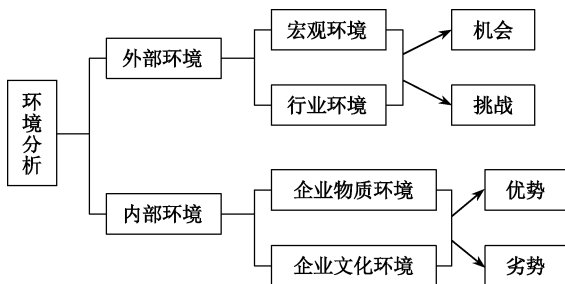 环境分析
外部环境
宏观环境
行业环境
机会
挑战
内部环境
企业物质环境
企业文化环境
优势
劣势